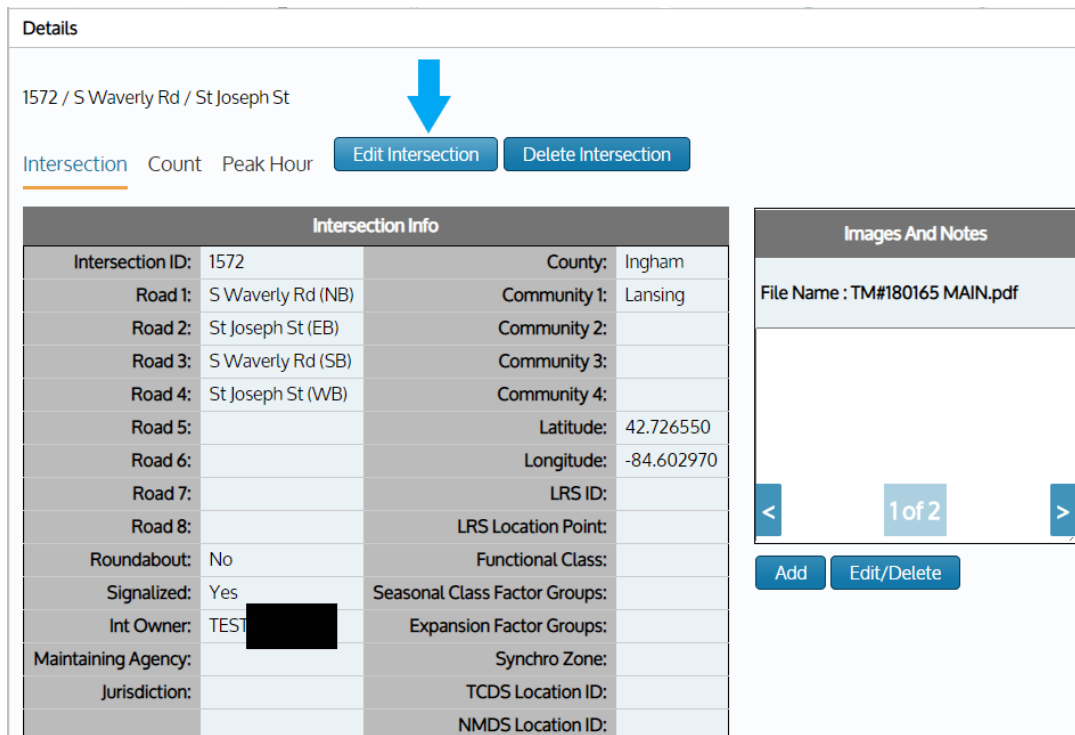 Details
1572 / S Waverly Rd / St Joseph St
Intersection Count Peak Hour Edit Intersection Delete Intersection
Intersection Info
Intersection ID: 1572 County: Ingham
Road 1: S Waverly Rd (NB) Community 1: Lansing
Road 2: St Joseph St (EB) Community 2:
Road 3: S Waverly Rd (SB) Community 3:
Road 4: St Joseph St (WB) Community 4:
Road 5: Latitude: 42.726550
Road 6: Longitude: -84.602970
Road 7: LRS ID:
Road 8: LRS Location Point:
Roundabout: No Functional Class:
Signalized: Yes Seasonal Class Factor Groups:
Int Owner: TEST Expansion Factor Groups:
Maintaining Agency: Synchro Zone:
Jurisdiction: TCDS Location ID:
NMDS Location ID:
Images And Notes
File Name : TM#180165 MAIN.pdf
< 1 of 2 >
Add Edit/Delete